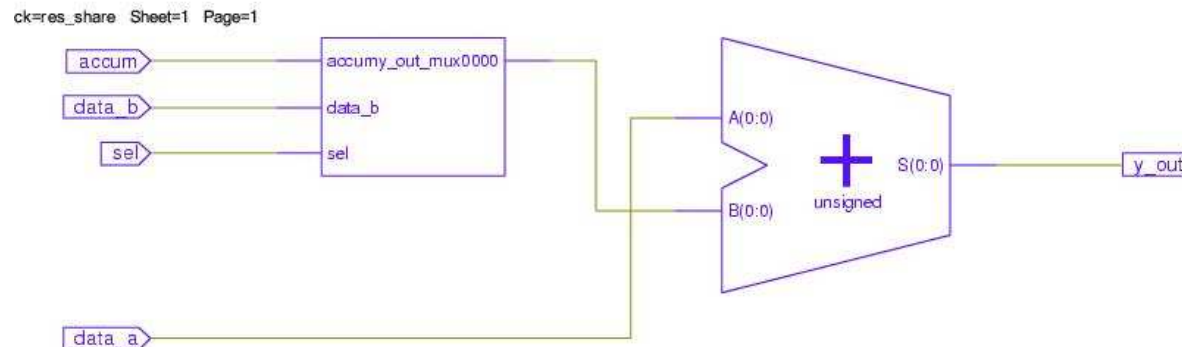 ck=res_share Sheet=1 Page=1
accum
accumy_out_mux0000
data_b
data_b
sel
sel
A(0:0)
S(0:0)
y_out
unsigned
B(0:0)
data_a